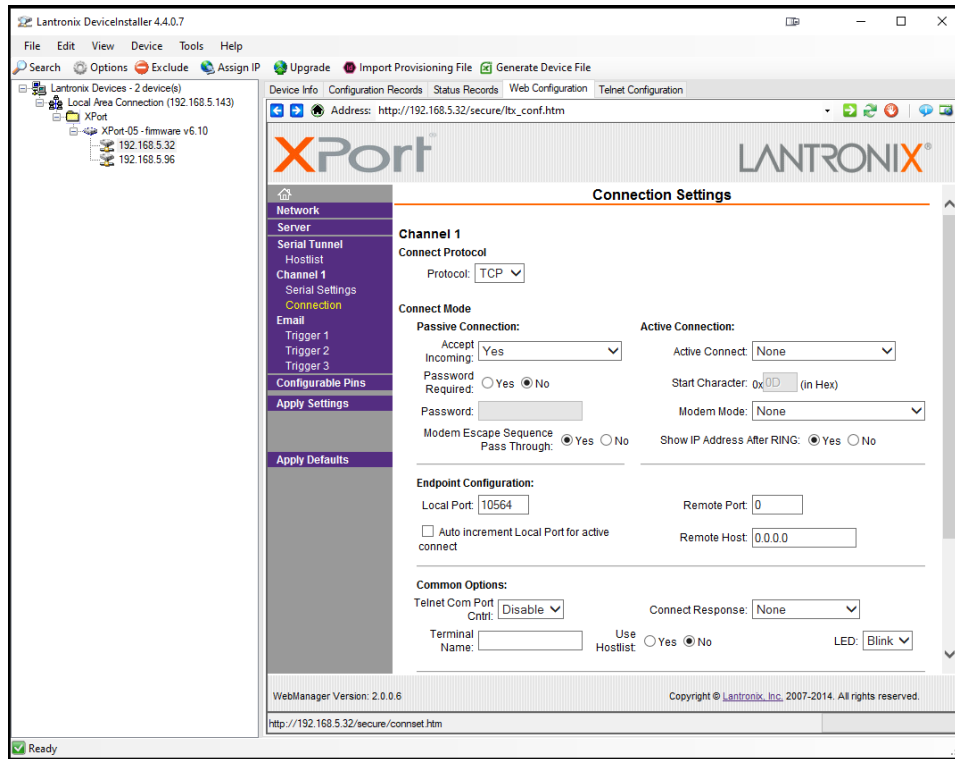 Lantronix DeviceInstaller 4.4.0.7
File Edit View Device Tools Help
Search Options Exclude Assign IP Upgrade Import Provisioning File Generate Device File
Lantronix Devices - 2 device(s)
Local Area Connection (192.168.5.143)
XPort
XPort-05 - firmware v6.10
192.168.5.32
192.168.5.96
Device Info Configuration Records Status Records Web Configuration Telnet Configuration
Address: http://192.168.5.32/secure/ltx_conf.htm
XPort® LANTRONIX®
Network
Server
Serial Tunnel
Hostlist
Channel 1
Serial Settings
Connection
Email
Trigger 1
Trigger 2
Trigger 3
Configurable Pins
Apply Settings
Apply Defaults
Connection Settings
Channel 1
Connect Protocol
Protocol: TCP
Connect Mode
Passive Connection: Active Connection:
Accept
Incoming: Yes Active Connect: None
Password
Required: Yes No Start Character: 0x 0D (in Hex)
Password: Modem Mode: None
Modem Escape Sequence
Pass Through: Yes No Show IP Address After RING: Yes No
Endpoint Configuration:
Local Port: 10564 Remote Port: 0
Auto increment Local Port for active
connect Remote Host: 0.0.0.0
Common Options:
Telnet Com Port
Cntrl: Disable Connect Response: None
Terminal
Name: Use
Hostlist: Yes No LED: Blink
WebManager Version: 2.0.0.6 Copyright © Lantronix, Inc. 2007-2014. All rights reserved.
http://192.168.5.32/secure/connset.htm
Ready